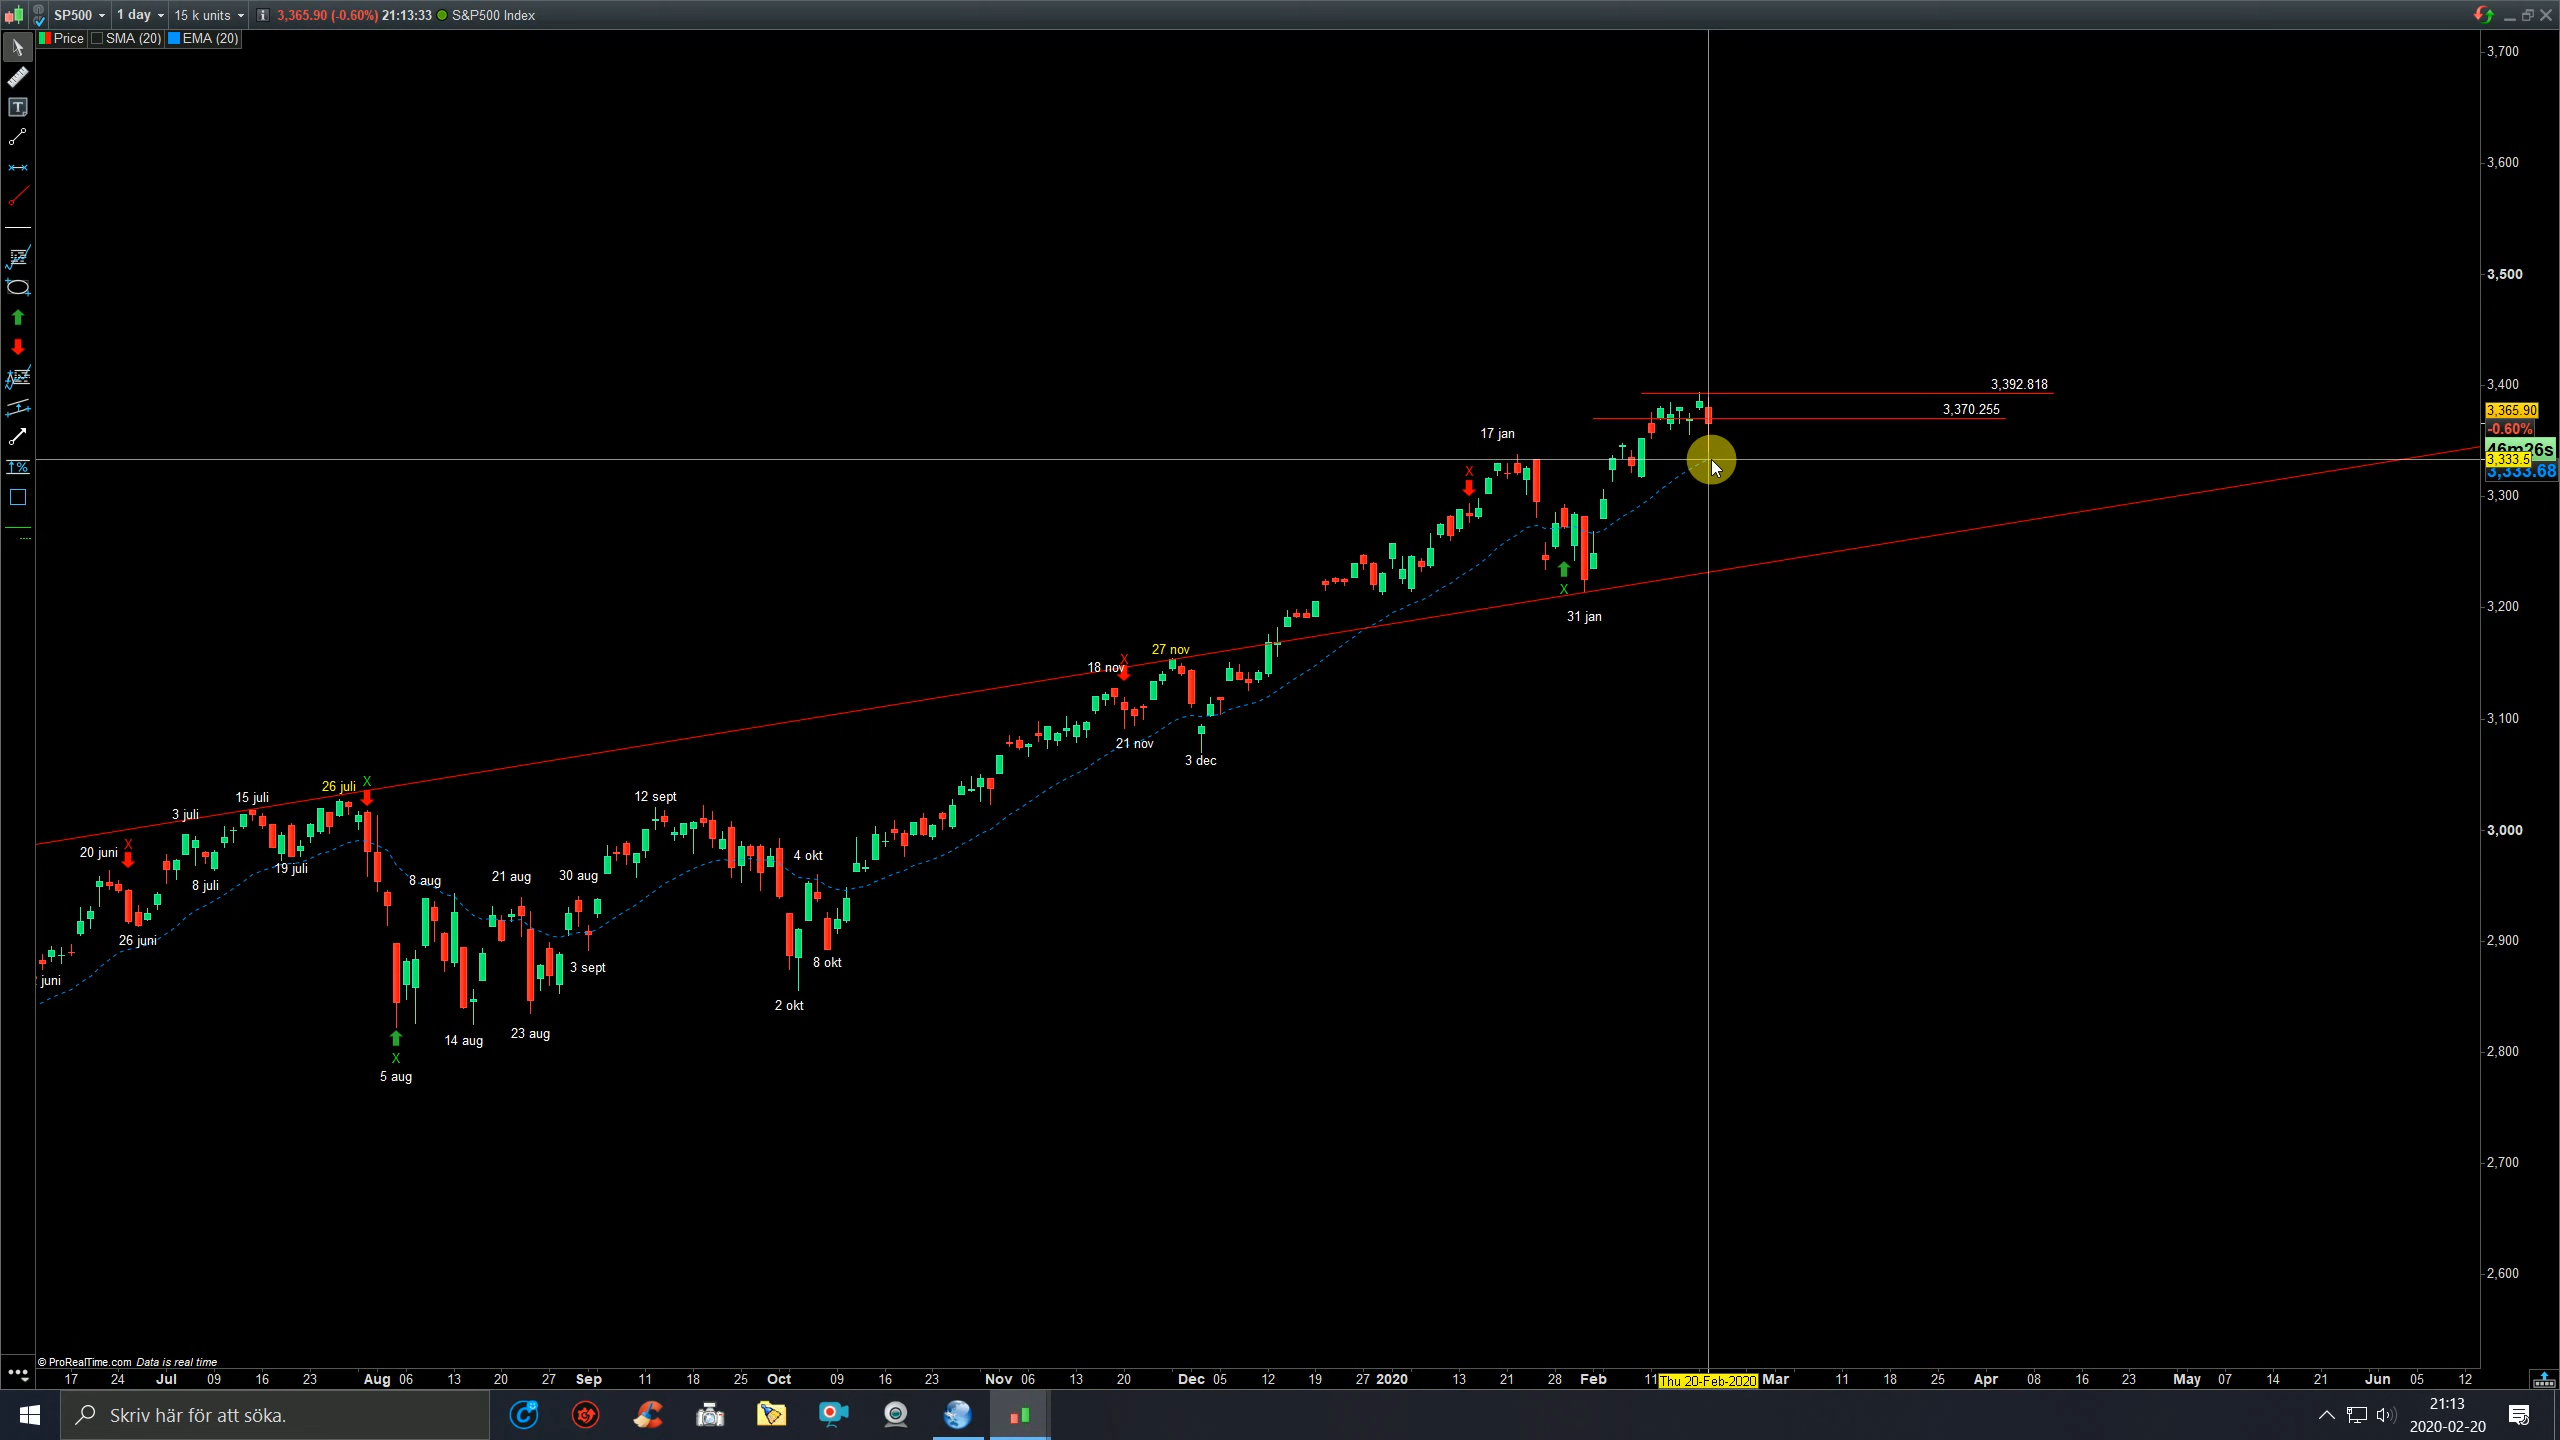 SP500 1 day 15 k units i 3,365.90 (-0.60%) 21:13:33 S&P500 Index
Price SMA (20) EMA (20)
3,700
3,600
3,500
3,400
3,365.90
-0.60%
3,333.5
3,333.68
3,300
3,200
3,100
3,000
2,900
2,800
2,700
2,600
3,392.818
3,370.255
17 jan
X
X
31 jan
27 nov
X
18 nov
21 nov
3 dec
26 juli X
15 juli
12 sept
3 juli
X
20 juni
4 okt
19 juli
30 aug
21 aug
8 aug
8 juli
26 juni
3 sept
8 okt
juni
2 okt
23 aug
14 aug
X
5 aug
© ProRealTime.com Data is real time
17 24 Jul 09 16 23 Aug 06 13 20 27 Sep 11 18 25 Oct 09 16 23 Nov 06 13 20 Dec 05 12 19 27 2020 13 21 28 Feb 11 Thu 20-Feb-2020 Mar 11 18 25 Apr 08 16 23 May 07 14 21 Jun 05 12
Skriv här för att söka.
21:13
2020-02-20